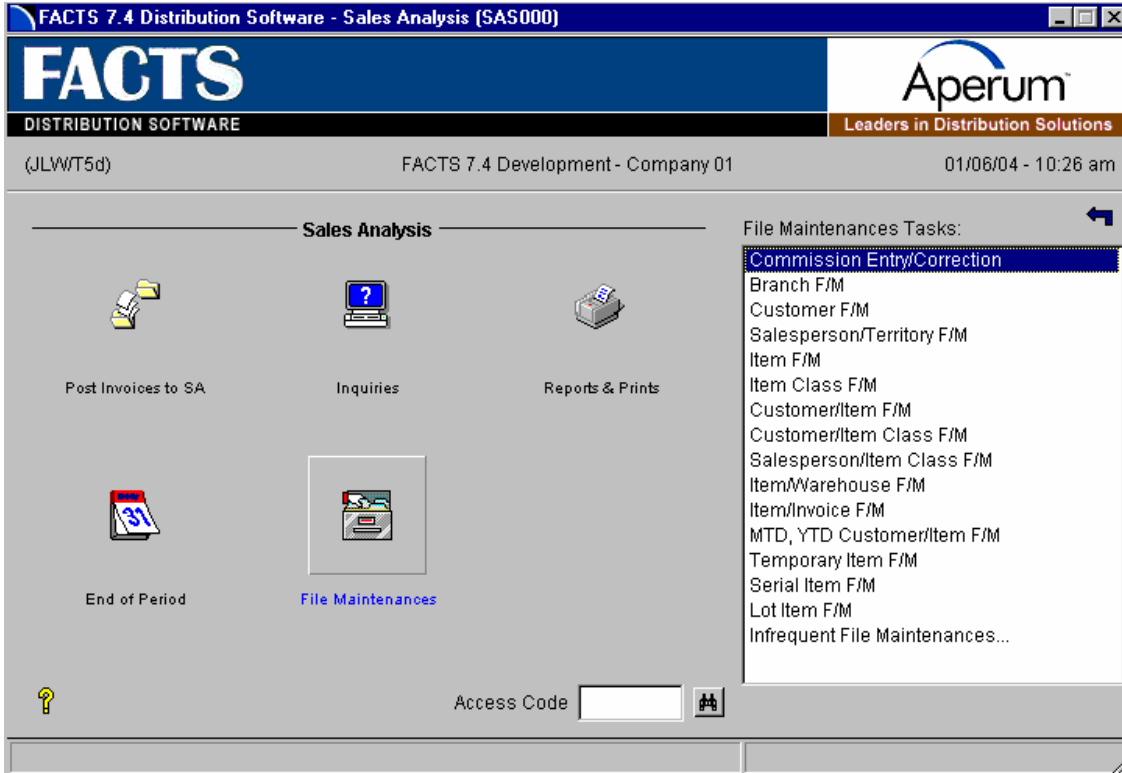 FACTS 7.4 Distribution Software - Sales Analysis (SAS000)
FACTS
DISTRIBUTION SOFTWARE
Aperum™
Leaders in Distribution Solutions
(JLW/T5d)
FACTS 7.4 Development - Company 01
01/06/04 - 10:26 am
Sales Analysis
Post Invoices to SA
?
Inquiries
Reports & Prints
31
End of Period
File Maintenances
File Maintenances Tasks:
Commission Entry/Correction
Branch F/M
Customer F/M
Salesperson/Territory F/M
Item F/M
Item Class F/M
Customer/Item F/M
Customer/Item Class F/M
Salesperson/Item Class F/M
Item/Warehouse F/M
Item/Invoice F/M
MTD, YTD Customer/Item F/M
Temporary Item F/M
Serial Item F/M
Lot Item F/M
Infrequent File Maintenances...
?
Access Code